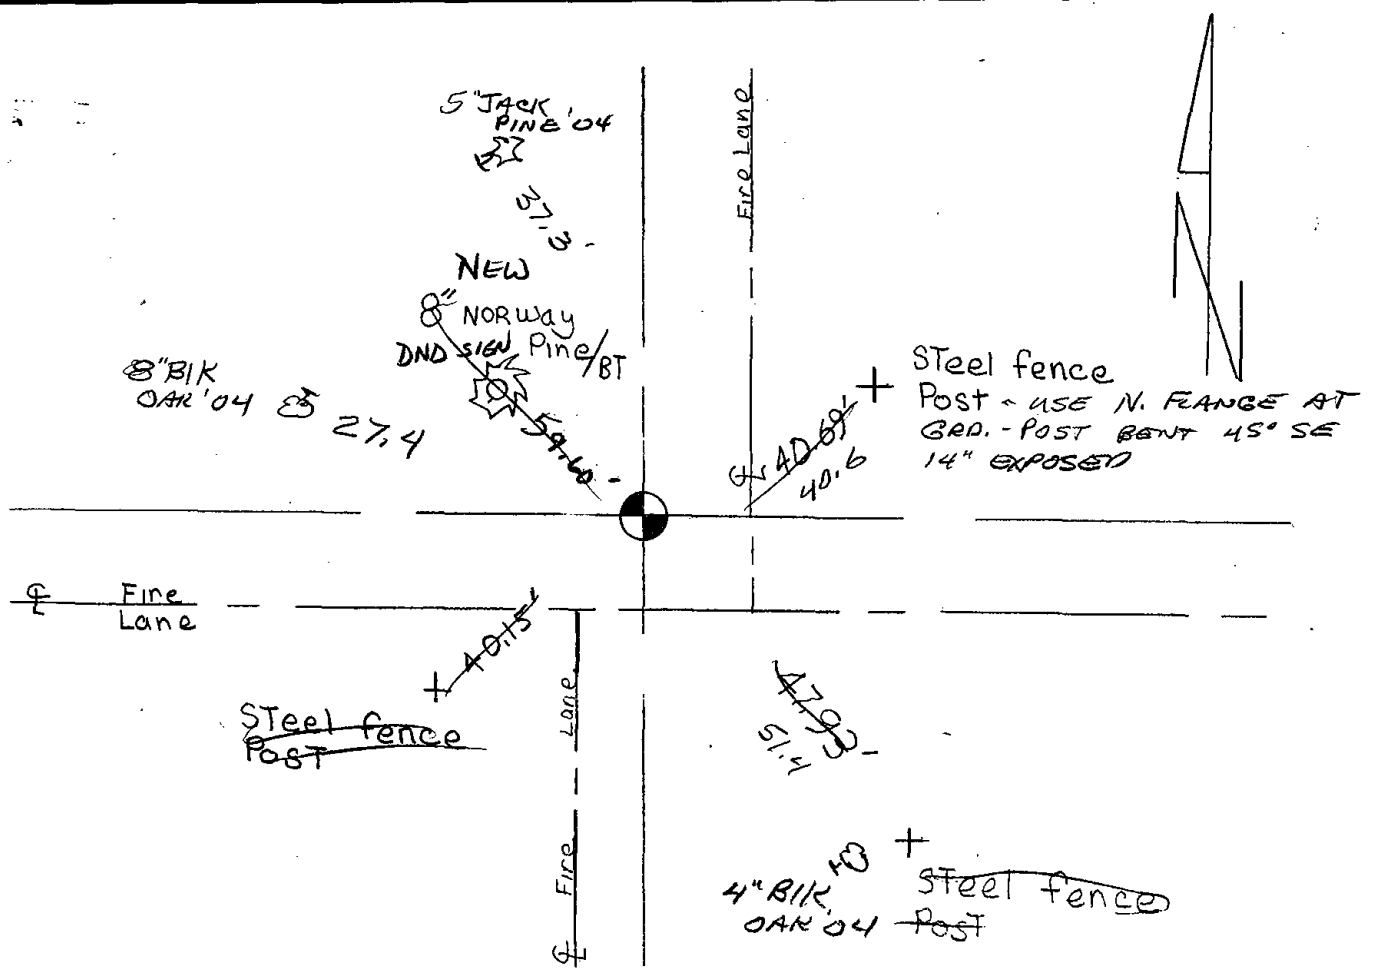 5" JACK
PINE '04
37.3
NEW
8" NORWAY
DND SIGN Pine/BT
8" BlK
OAK '04
27.4
59.60
Fire Lane
N
STeel fence
Post - USE N. FLANGE AT
GRD. - POST BENT 45° SE
14" EXPOSED
℄ 40.69'
40.6
℄ Fire
Lane
40.15'
STeel fence
PosT
℄ Fire Lane
47.93
51.4
4" BlK
OAK '04
STeel fence
PosT